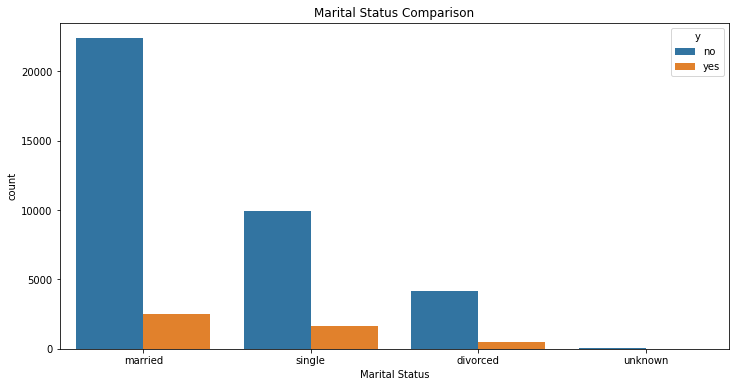 Marital Status Comparison
y
no
yes
count
20000
15000
10000
5000
0
married single divorced unknown
Marital Status